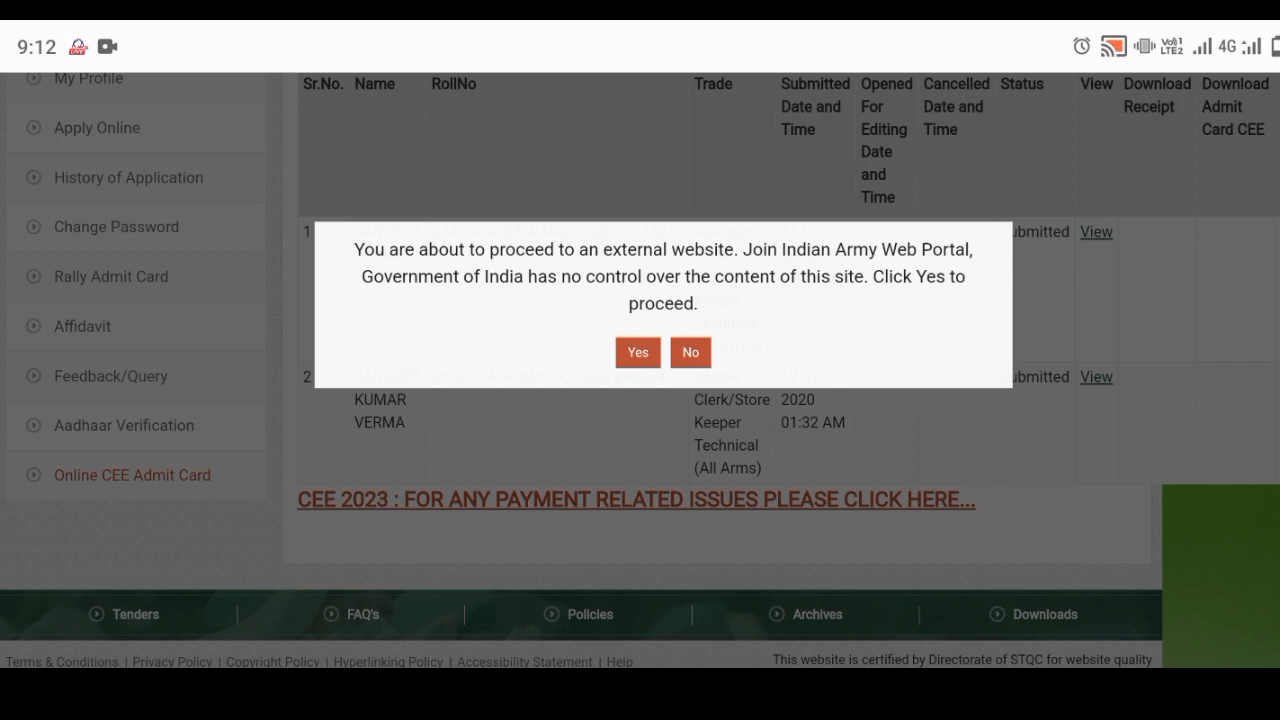 9:12
LIVE
Vo)) 1
LTE2
4G
My Profile
Apply Online
History of Application
Change Password
Rally Admit Card
Affidavit
Feedback/Query
Aadhaar Verification
Online CEE Admit Card
Sr.No. Name RollNo Trade Submitted Date and Time Opened For Editing Date and Time Cancelled Date and Time Status View Download Receipt Download Admit Card CEE
1 View
You are about to proceed to an external website. Join Indian Army Web Portal,
Government of India has no control over the content of this site. Click Yes to
proceed.
Yes No
2 View
KUMAR Clerk/Store 2020
VERMA Keeper 01:32 AM
Technical
(All Arms)
CEE 2023 : FOR ANY PAYMENT RELATED ISSUES PLEASE CLICK HERE...
Tenders | FAQ's | Policies | Archives | Downloads
Terms & Conditions | Privacy Policy | Copyright Policy | Hyperlinking Policy | Accessibility Statement | Help
This website is certified by Directorate of STQC for website quality